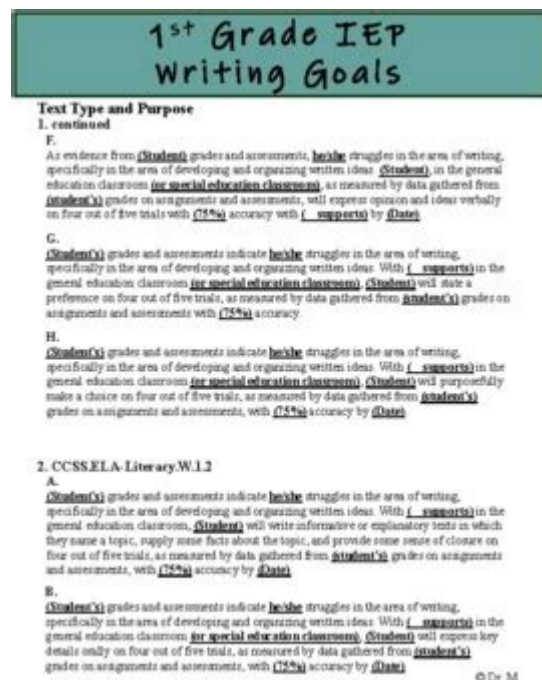 1st Grade IEP
Writing Goals
Text Type and Purpose
1. continued
F.
As evidence from (Student) grades and assessments, he/she struggles in the area of writing,
specifically in the area of developing and organizing written ideas. (Student), in the general
education classroom (or special education classroom), as measured by data gathered from
(student's) grades on assignments and assessments, will express opinion and ideas verbally
on four out of five trials with (75%) accuracy with ( supports) by (Date).
G.
(Student's) grades and assessments indicate he/she struggles in the area of writing,
specifically in the area of developing and organizing written ideas. With ( supports) in the
general education classroom (or special education classroom), (Student) will state a
preference on four out of five trials, as measured by data gathered from (student's) grades on
assignments and assessments with (75%) accuracy.
H.
(Student's) grades and assessments indicate he/she struggles in the area of writing,
specifically in the area of developing and organizing written ideas. With ( supports) in the
general education classroom (or special education classroom), (Student) will purposefully
make a choice on four out of five trials, as measured by data gathered from (student's)
grades on assignments and assessments, with (75%) accuracy by (Date).
2. CCSS.ELA-Literacy.W.1.2
A.
(Student's) grades and assessments indicate he/she struggles in the area of writing,
specifically in the area of developing and organizing written ideas. With ( supports) in the
general education classroom, (Student) will write informative or explanatory texts in which
they name a topic, supply some facts about the topic, and provide some sense of closure on
four out of five trials, as measured by data gathered from (student's) grades on assignments
and assessments, with (75%) accuracy by (Date).
B.
(Student's) grades and assessments indicate he/she struggles in the area of writing,
specifically in the area of developing and organizing written ideas. With ( supports) in the
general education classroom (or special education classroom), (Student) will express key
details orally on four out of five trials, as measured by data gathered from (student's)
grades on assignments and assessments, with (75%) accuracy by (Date).
© Dr. M